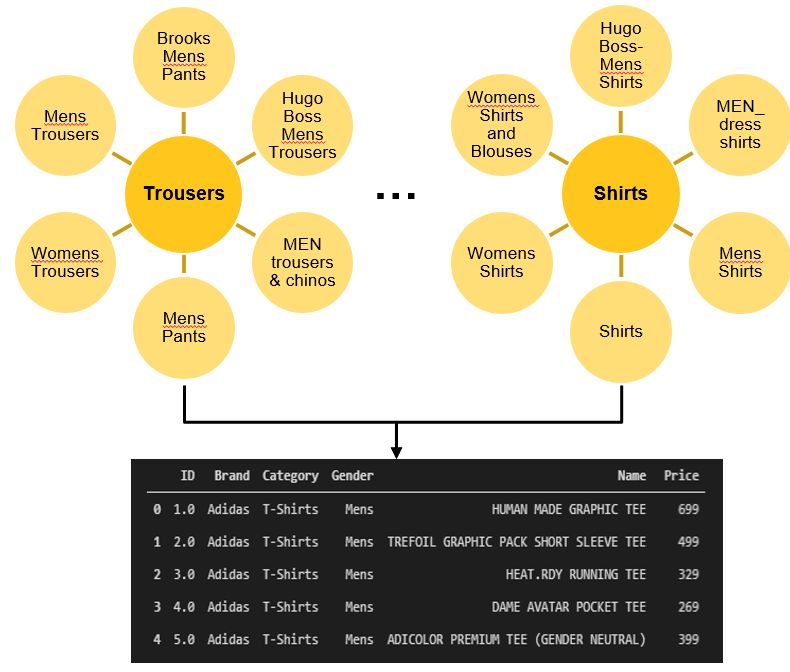 Brooks
Mens
Pants
Mens
Trousers
Hugo
Boss
Mens
Trousers
Trousers
Womens
Trousers
MEN
trousers
& chinos
Mens
Pants
...
Hugo
Boss-
Mens
Shirts
Womens
Shirts
and
Blouses
MEN_
dress
shirts
Shirts
Womens
Shirts
Mens
Shirts
Shirts
ID Brand Category Gender Name Price
0 1.0 Adidas T-Shirts Mens HUMAN MADE GRAPHIC TEE 699
1 2.0 Adidas T-Shirts Mens TREFOIL GRAPHIC PACK SHORT SLEEVE TEE 499
2 3.0 Adidas T-Shirts Mens HEAT.RDY RUNNING TEE 329
3 4.0 Adidas T-Shirts Mens DAME AVATAR POCKET TEE 269
4 5.0 Adidas T-Shirts Mens ADICOLOR PREMIUM TEE (GENDER NEUTRAL) 399